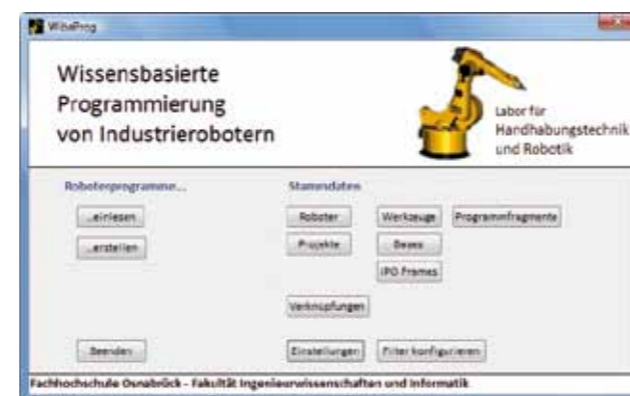 WibaProg
Wissensbasierte
Programmierung
von Industrierobotern
Labor für
Handhabungstechnik
und Robotik
Roboterprogramme... Stammdaten
...einlesen Roboter Werkzeuge Programmfragmente
...erstellen Projekte Bases
IPO Frames
Verknüpfungen
Beenden Einstellungen Filter konfigurieren
Fachhochschule Osnabrück - Fakultät Ingenieurwissenschaften und Informatik